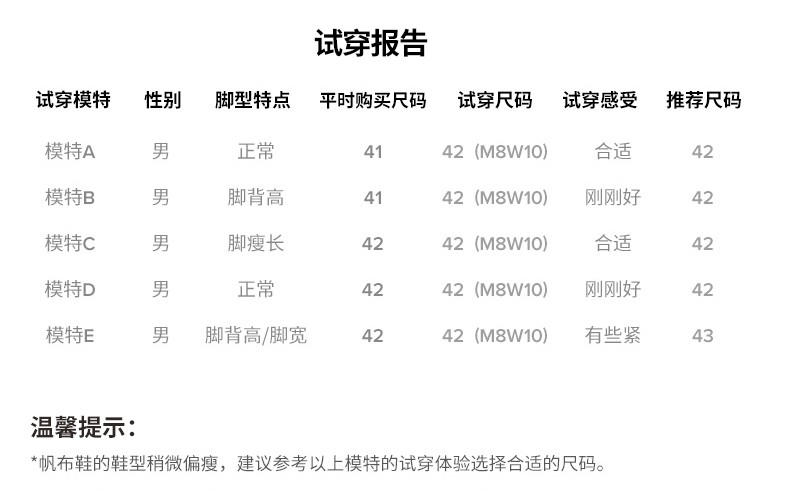 试穿报告
试穿模特 性别 脚型特点 平时购买尺码 试穿尺码 试穿感受 推荐尺码
模特A 男 正常 41 42 (M8W10) 合适 42
模特B 男 脚背高 41 42 (M8W10) 刚刚好 42
模特C 男 脚瘦长 42 42 (M8W10) 合适 42
模特D 男 正常 42 42 (M8W10) 刚刚好 42
模特E 男 脚背高/脚宽 42 42 (M8W10) 有些紧 43
温馨提示：
*帆布鞋的鞋型稍微偏瘦，建议参考以上模特的试穿体验选择合适的尺码。